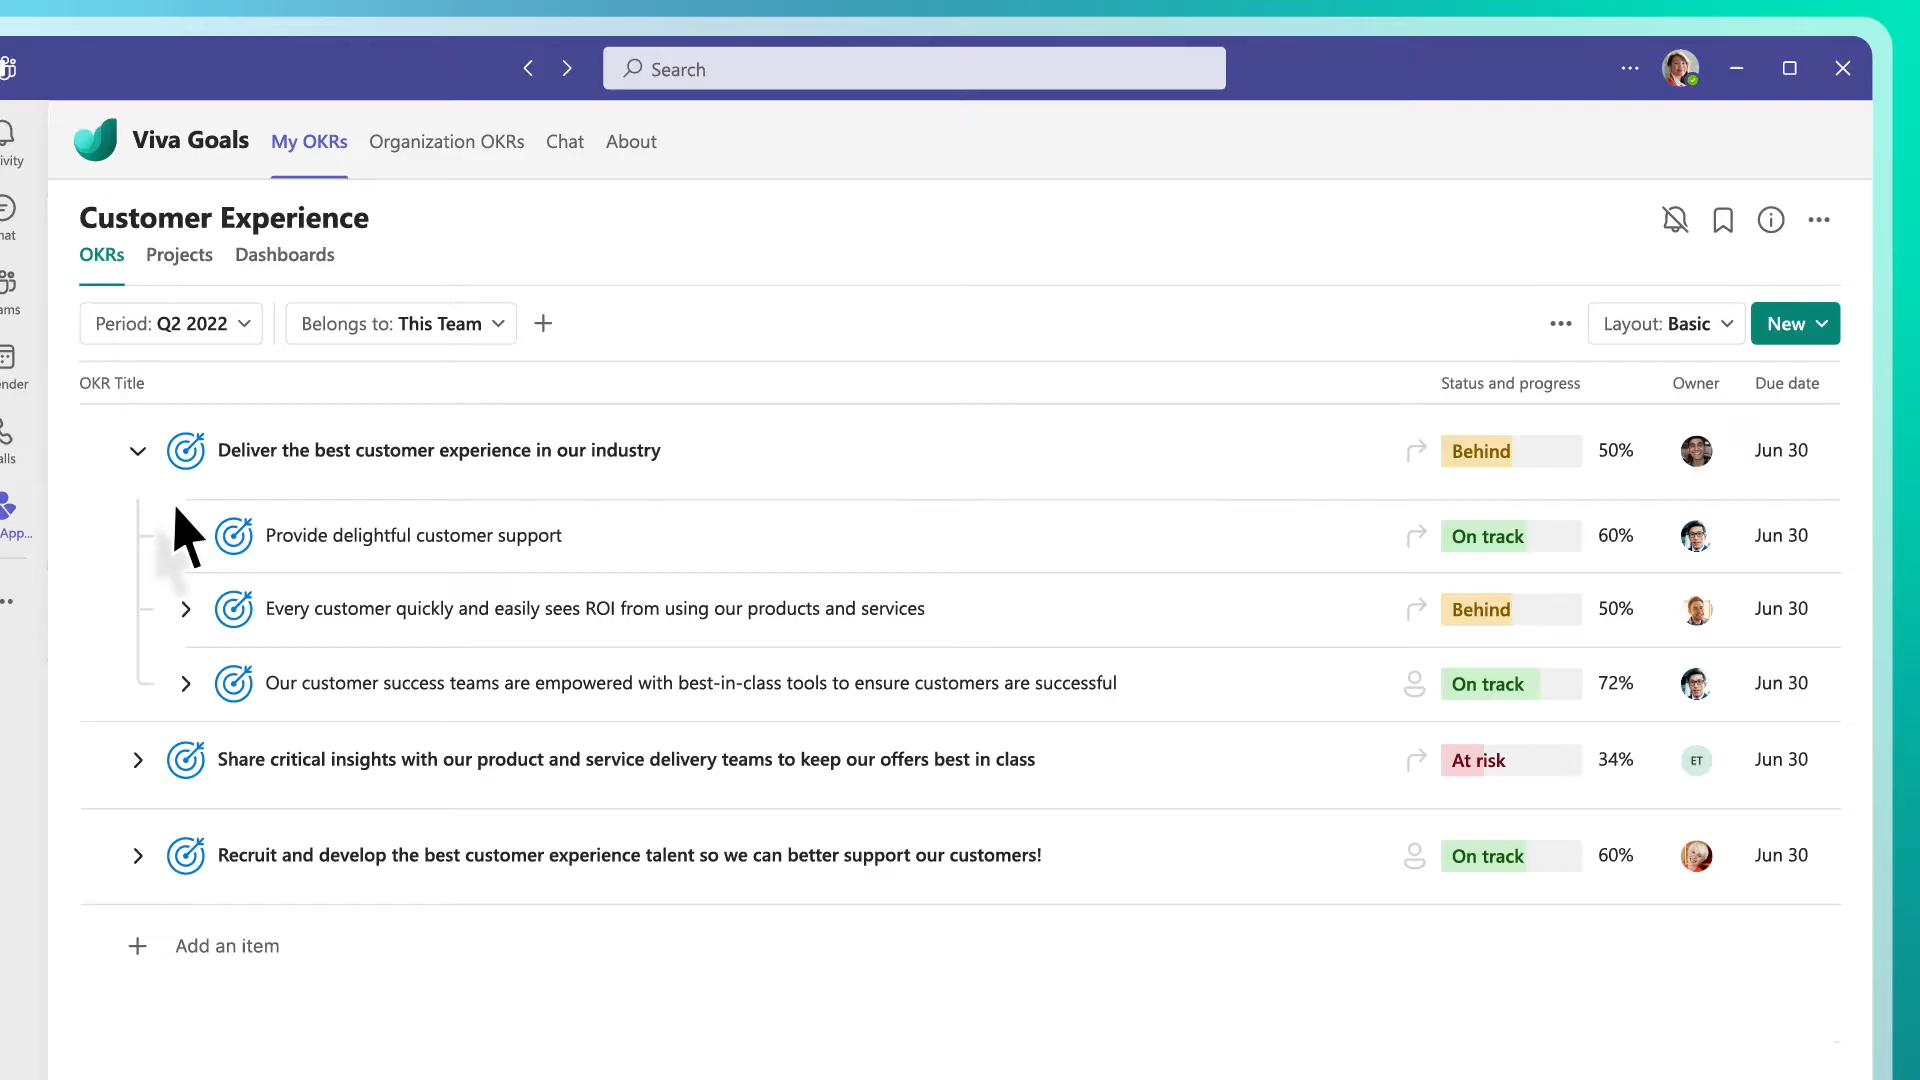 Search
Viva Goals My OKRs Organization OKRs Chat About
ivity
Customer Experience
hat
OKRs Projects Dashboards
ams
Period: Q2 2022 Belongs to: This Team Layout: Basic New
ender
OKR Title Status and progress Owner Due date
Deliver the best customer experience in our industry Behind 50% Jun 30
alls
App...
Provide delightful customer support On track 60% Jun 30
Every customer quickly and easily sees ROI from using our products and services Behind 50% Jun 30
Our customer success teams are empowered with best-in-class tools to ensure customers are successful On track 72% Jun 30
Share critical insights with our product and service delivery teams to keep our offers best in class At risk 34% ET Jun 30
Recruit and develop the best customer experience talent so we can better support our customers! On track 60% Jun 30
Add an item